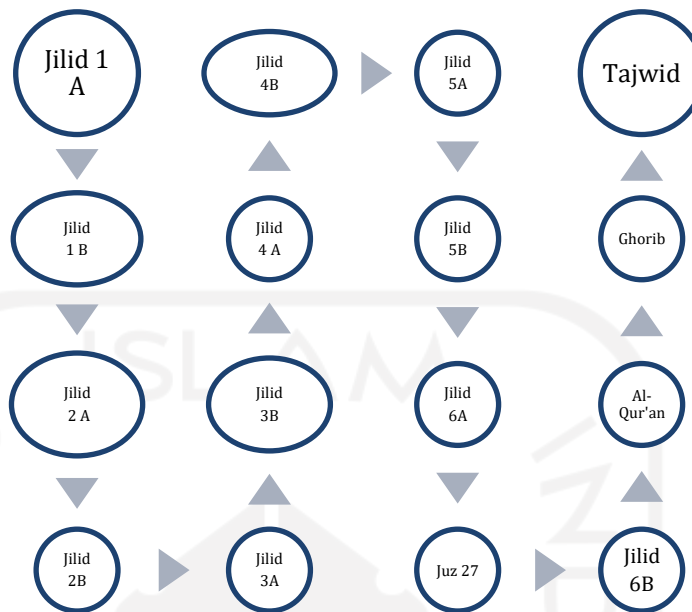 Jilid 1
A
Jilid
1 B
Jilid
2 A
Jilid
2B
Jilid
3A
Jilid
3B
Jilid
4 A
Jilid
4B
Jilid
5A
Jilid
5B
Jilid
6A
Juz 27
Jilid
6B
Al-
Qur'an
Ghorib
Tajwid
ISLAM